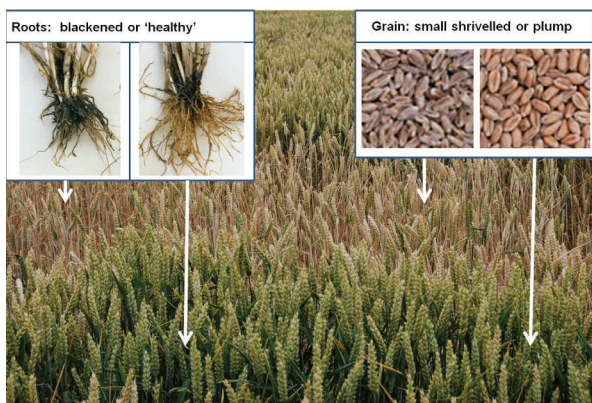 Roots: blackened or ‘healthy’
Grain: small shrivelled or plump